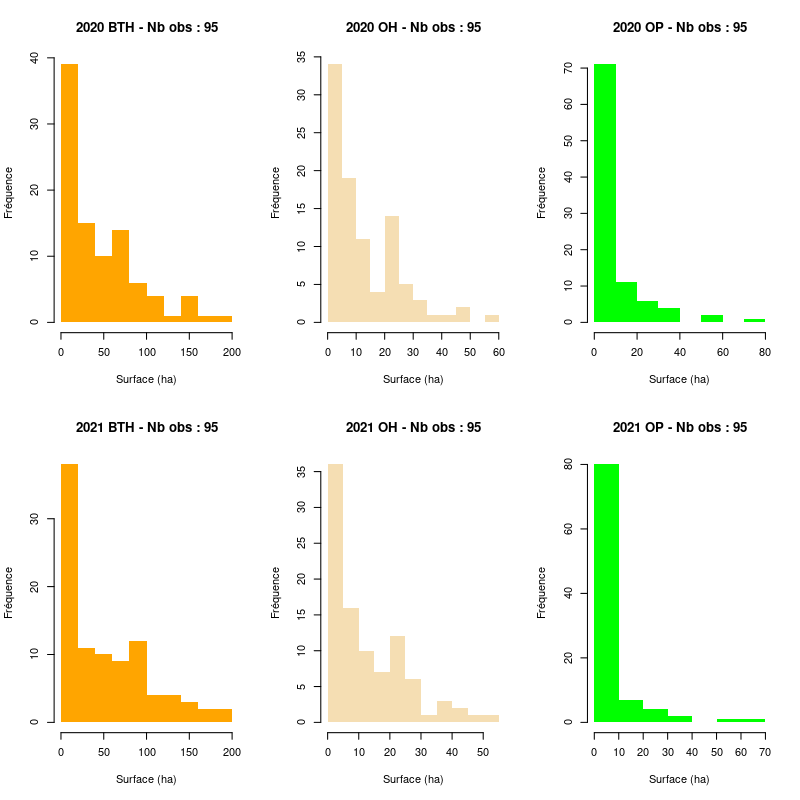 2020 BTH - Nb obs : 95
Fréquence
0 10 20 30 40
0 50 100 150 200
Surface (ha)
2020 OH - Nb obs : 95
Fréquence
0 5 10 15 20 25 30 35
0 10 20 30 40 50 60
Surface (ha)
2020 OP - Nb obs : 95
Fréquence
0 10 20 30 40 50 60 70
0 20 40 60 80
Surface (ha)
2021 BTH - Nb obs : 95
Fréquence
0 10 20 30
0 50 100 150 200
Surface (ha)
2021 OH - Nb obs : 95
Fréquence
0 5 10 15 20 25 30 35
0 10 20 30 40 50
Surface (ha)
2021 OP - Nb obs : 95
Fréquence
0 20 40 60 80
0 10 20 30 40 50 60 70
Surface (ha)